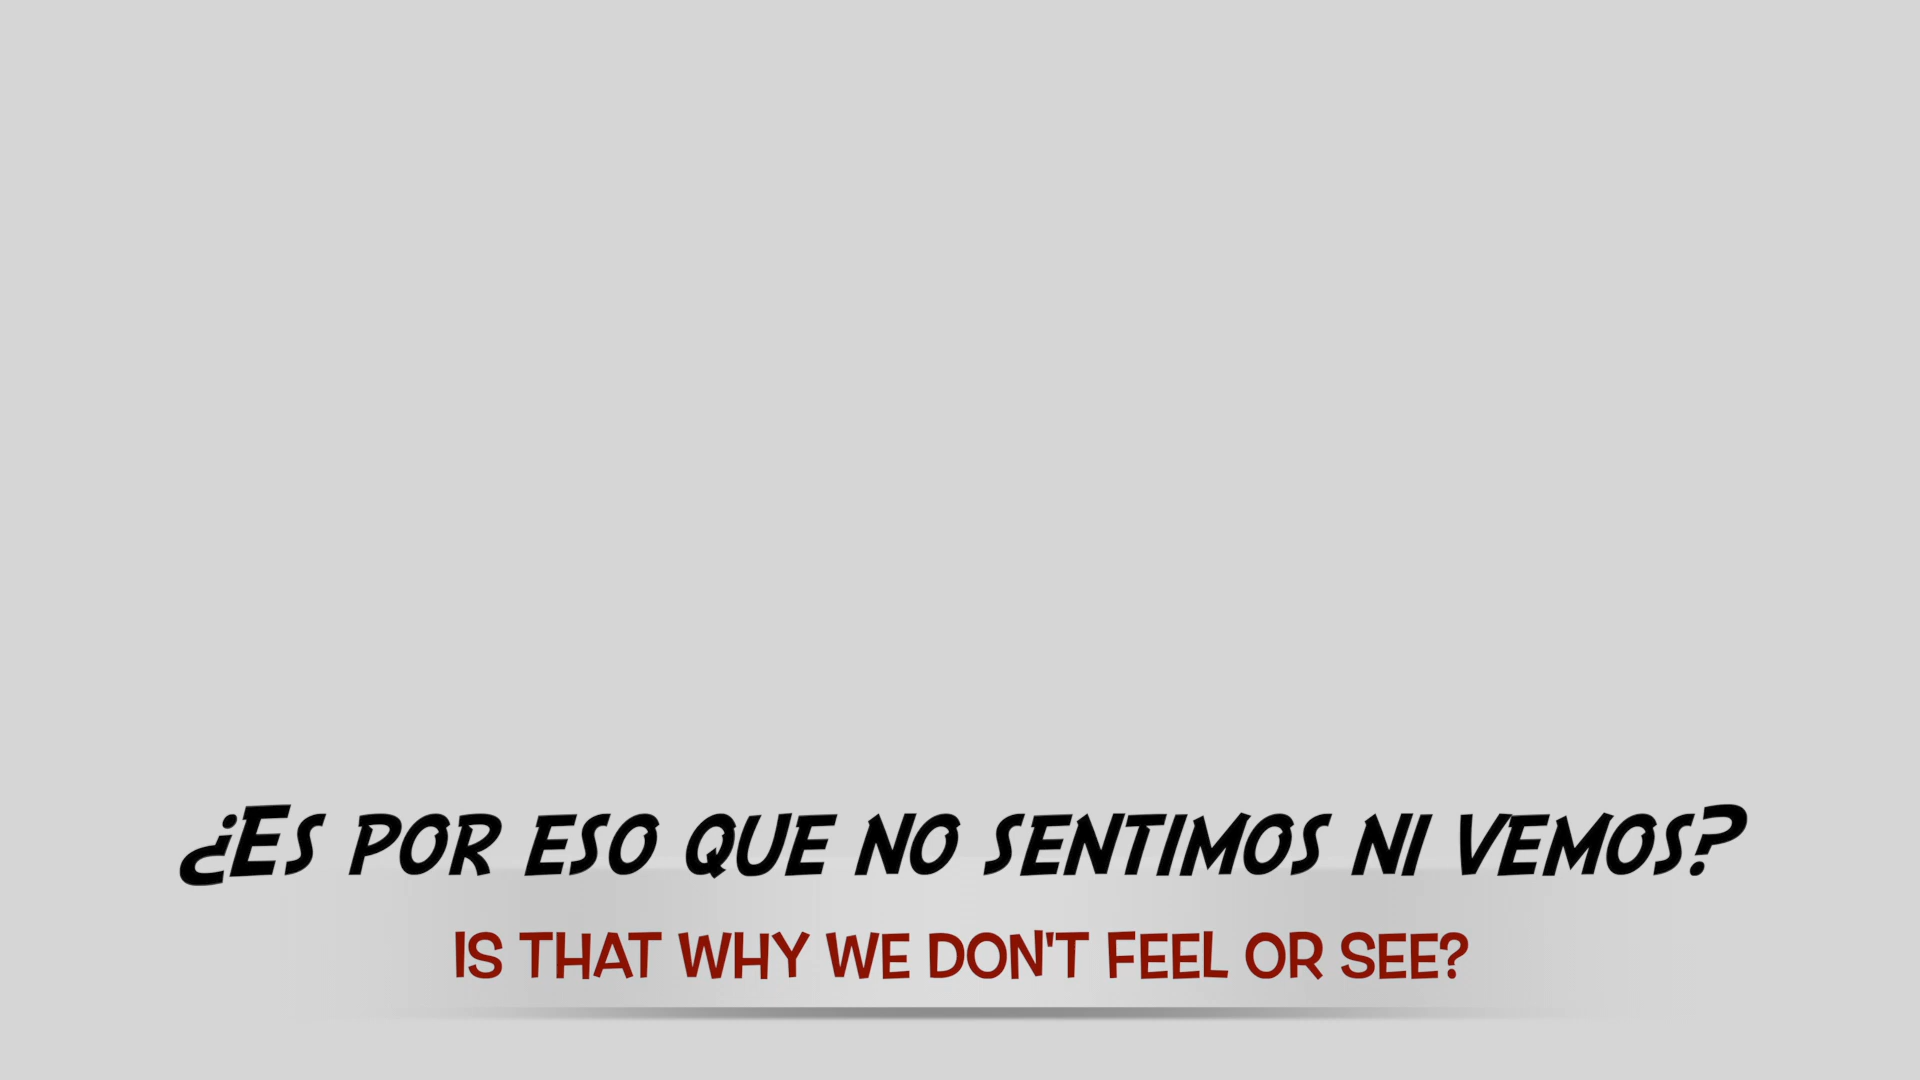 ¿Es por eso que no sentimos ni vemos?
IS THAT WHY WE DON'T FEEL OR SEE?